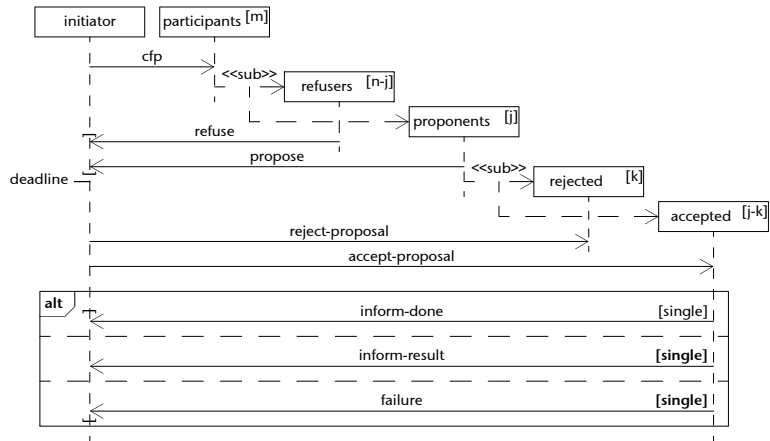 initiator
participants [m]
cfp
<<sub>>
refusers [n-j]
proponents [j]
refuse
propose
<<sub>>
deadline
rejected [k]
accepted [j-k]
reject-proposal
accept-proposal
alt
inform-done [single]
inform-result [single]
failure [single]